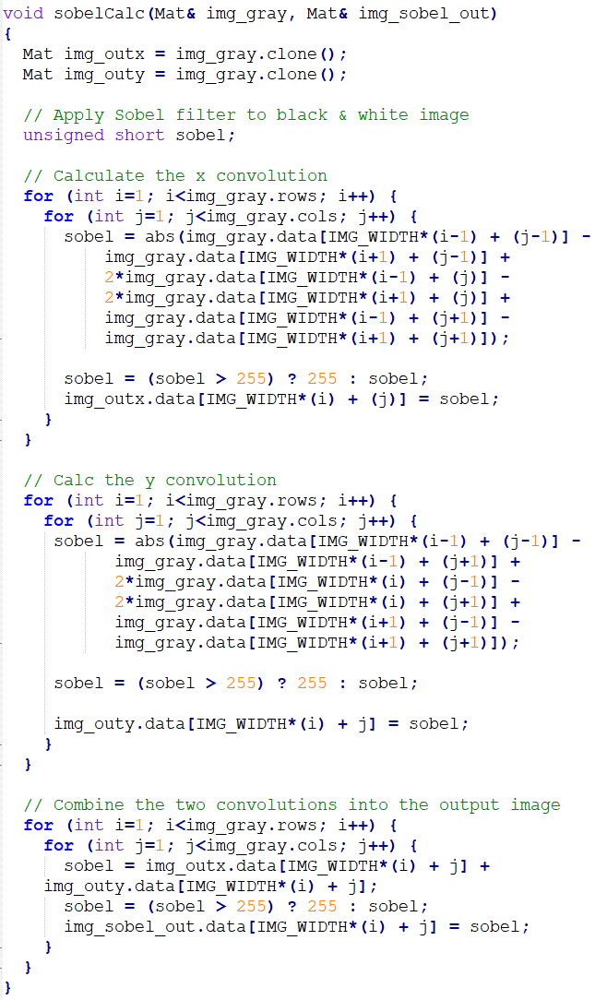 void sobelCalc(Mat& img_gray, Mat& img_sobel_out)
{
  Mat img_outx = img_gray.clone();
  Mat img_outy = img_gray.clone();

  // Apply Sobel filter to black & white image
  unsigned short sobel;

  // Calculate the x convolution
  for (int i=1; i<img_gray.rows; i++) {
    for (int j=1; j<img_gray.cols; j++) {
      sobel = abs(img_gray.data[IMG_WIDTH*(i-1) + (j-1)] -
          img_gray.data[IMG_WIDTH*(i+1) + (j-1)] +
          2*img_gray.data[IMG_WIDTH*(i-1) + (j)] -
          2*img_gray.data[IMG_WIDTH*(i+1) + (j)] +
          img_gray.data[IMG_WIDTH*(i-1) + (j+1)] -
          img_gray.data[IMG_WIDTH*(i+1) + (j+1)]);

      sobel = (sobel > 255) ? 255 : sobel;
      img_outx.data[IMG_WIDTH*(i) + (j)] = sobel;
    }
  }

  // Calc the y convolution
  for (int i=1; i<img_gray.rows; i++) {
    for (int j=1; j<img_gray.cols; j++) {
     sobel = abs(img_gray.data[IMG_WIDTH*(i-1) + (j-1)] -
           img_gray.data[IMG_WIDTH*(i-1) + (j+1)] +
           2*img_gray.data[IMG_WIDTH*(i) + (j-1)] -
           2*img_gray.data[IMG_WIDTH*(i) + (j+1)] +
           img_gray.data[IMG_WIDTH*(i+1) + (j-1)] -
           img_gray.data[IMG_WIDTH*(i+1) + (j+1)]);

     sobel = (sobel > 255) ? 255 : sobel;

     img_outy.data[IMG_WIDTH*(i) + j] = sobel;
    }
  }

  // Combine the two convolutions into the output image
  for (int i=1; i<img_gray.rows; i++) {
    for (int j=1; j<img_gray.cols; j++) {
      sobel = img_outx.data[IMG_WIDTH*(i) + j] +
    img_outy.data[IMG_WIDTH*(i) + j];
      sobel = (sobel > 255) ? 255 : sobel;
      img_sobel_out.data[IMG_WIDTH*(i) + j] = sobel;
    }
  }
}